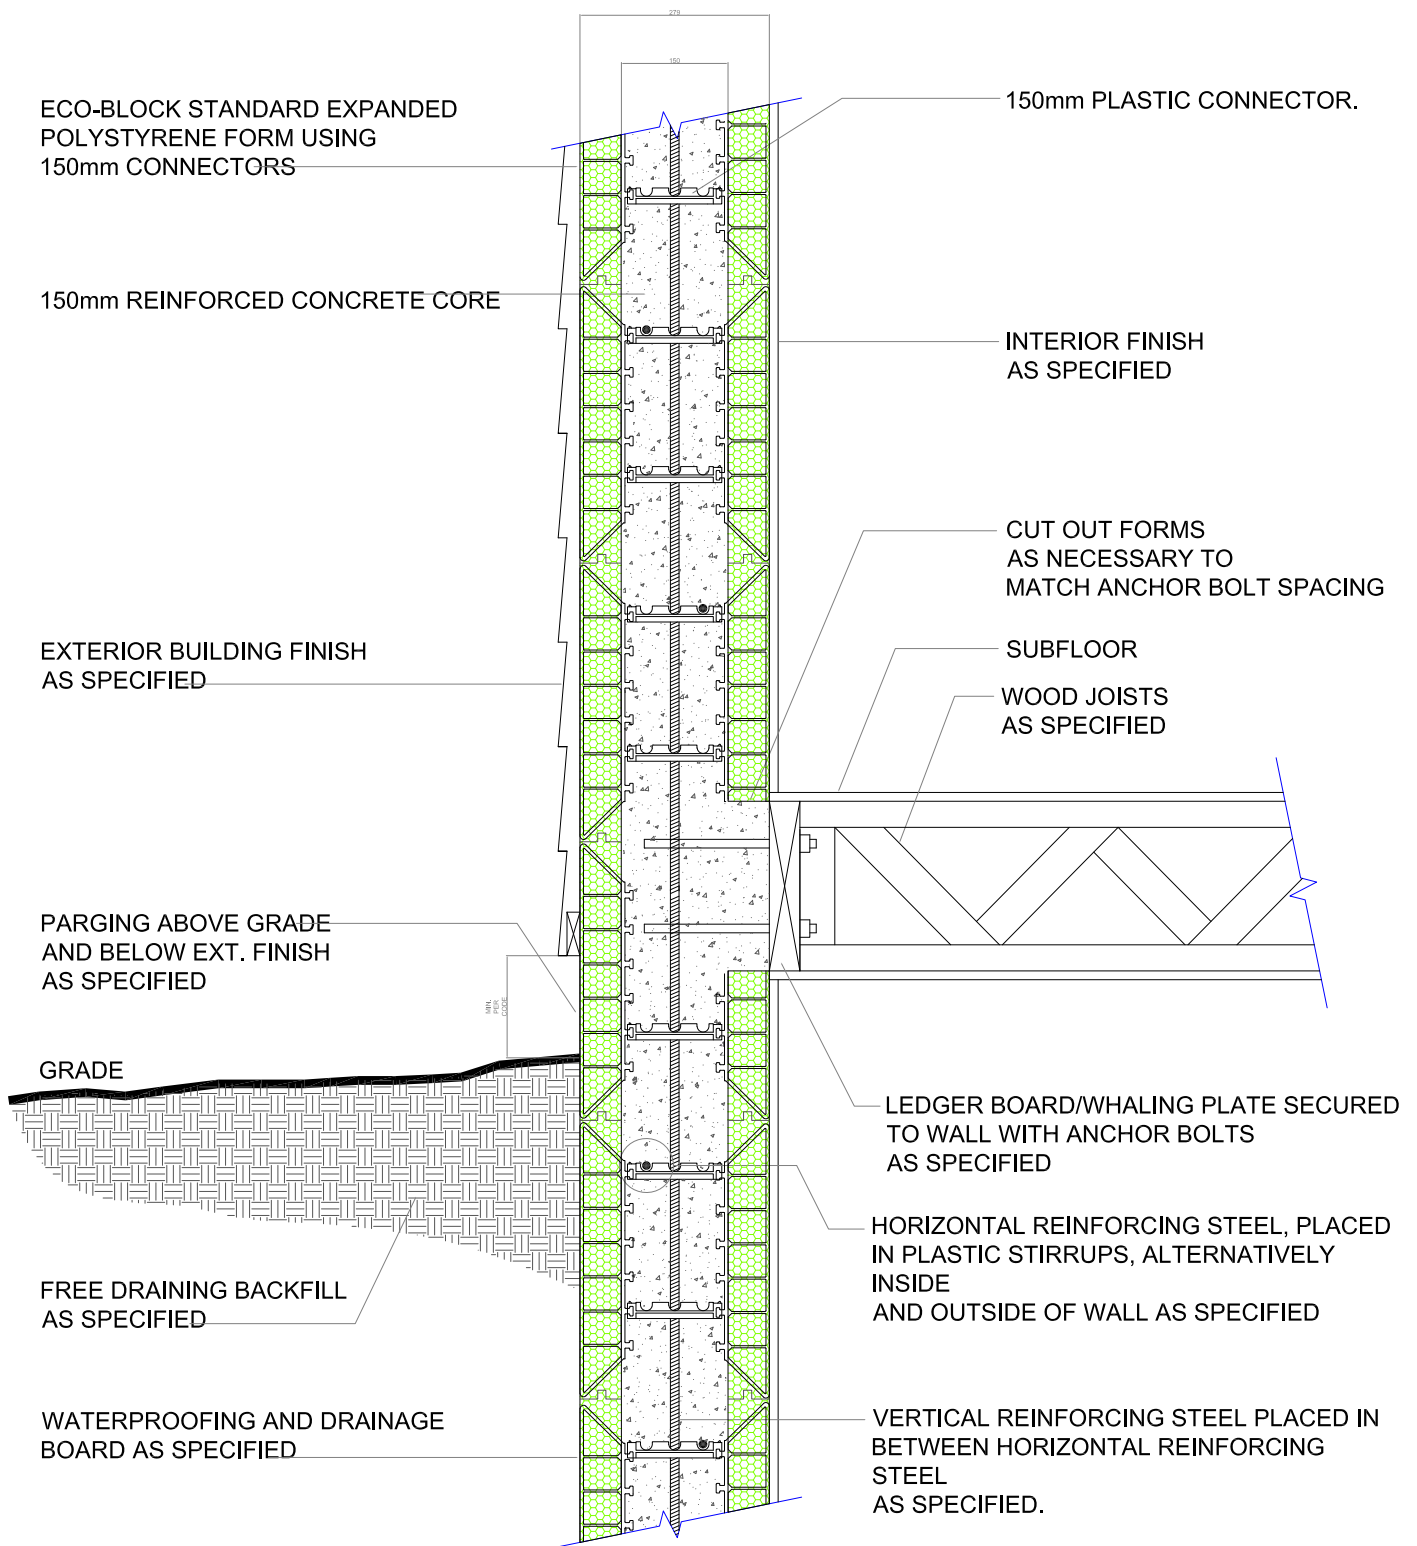 279
150
ECO-BLOCK STANDARD EXPANDED
POLYSTYRENE FORM USING
150mm CONNECTORS
150mm PLASTIC CONNECTOR.
150mm REINFORCED CONCRETE CORE
INTERIOR FINISH
AS SPECIFIED
CUT OUT FORMS
AS NECESSARY TO
MATCH ANCHOR BOLT SPACING
EXTERIOR BUILDING FINISH
AS SPECIFIED
SUBFLOOR
WOOD JOISTS
AS SPECIFIED
PARGING ABOVE GRADE
AND BELOW EXT. FINISH
AS SPECIFIED
MIN.
PER
CODE
GRADE
LEDGER BOARD/WHALING PLATE SECURED
TO WALL WITH ANCHOR BOLTS
AS SPECIFIED
HORIZONTAL REINFORCING STEEL, PLACED
IN PLASTIC STIRRUPS, ALTERNATIVELY
INSIDE
AND OUTSIDE OF WALL AS SPECIFIED
FREE DRAINING BACKFILL
AS SPECIFIED
WATERPROOFING AND DRAINAGE
BOARD AS SPECIFIED
VERTICAL REINFORCING STEEL PLACED IN
BETWEEN HORIZONTAL REINFORCING
STEEL
AS SPECIFIED.